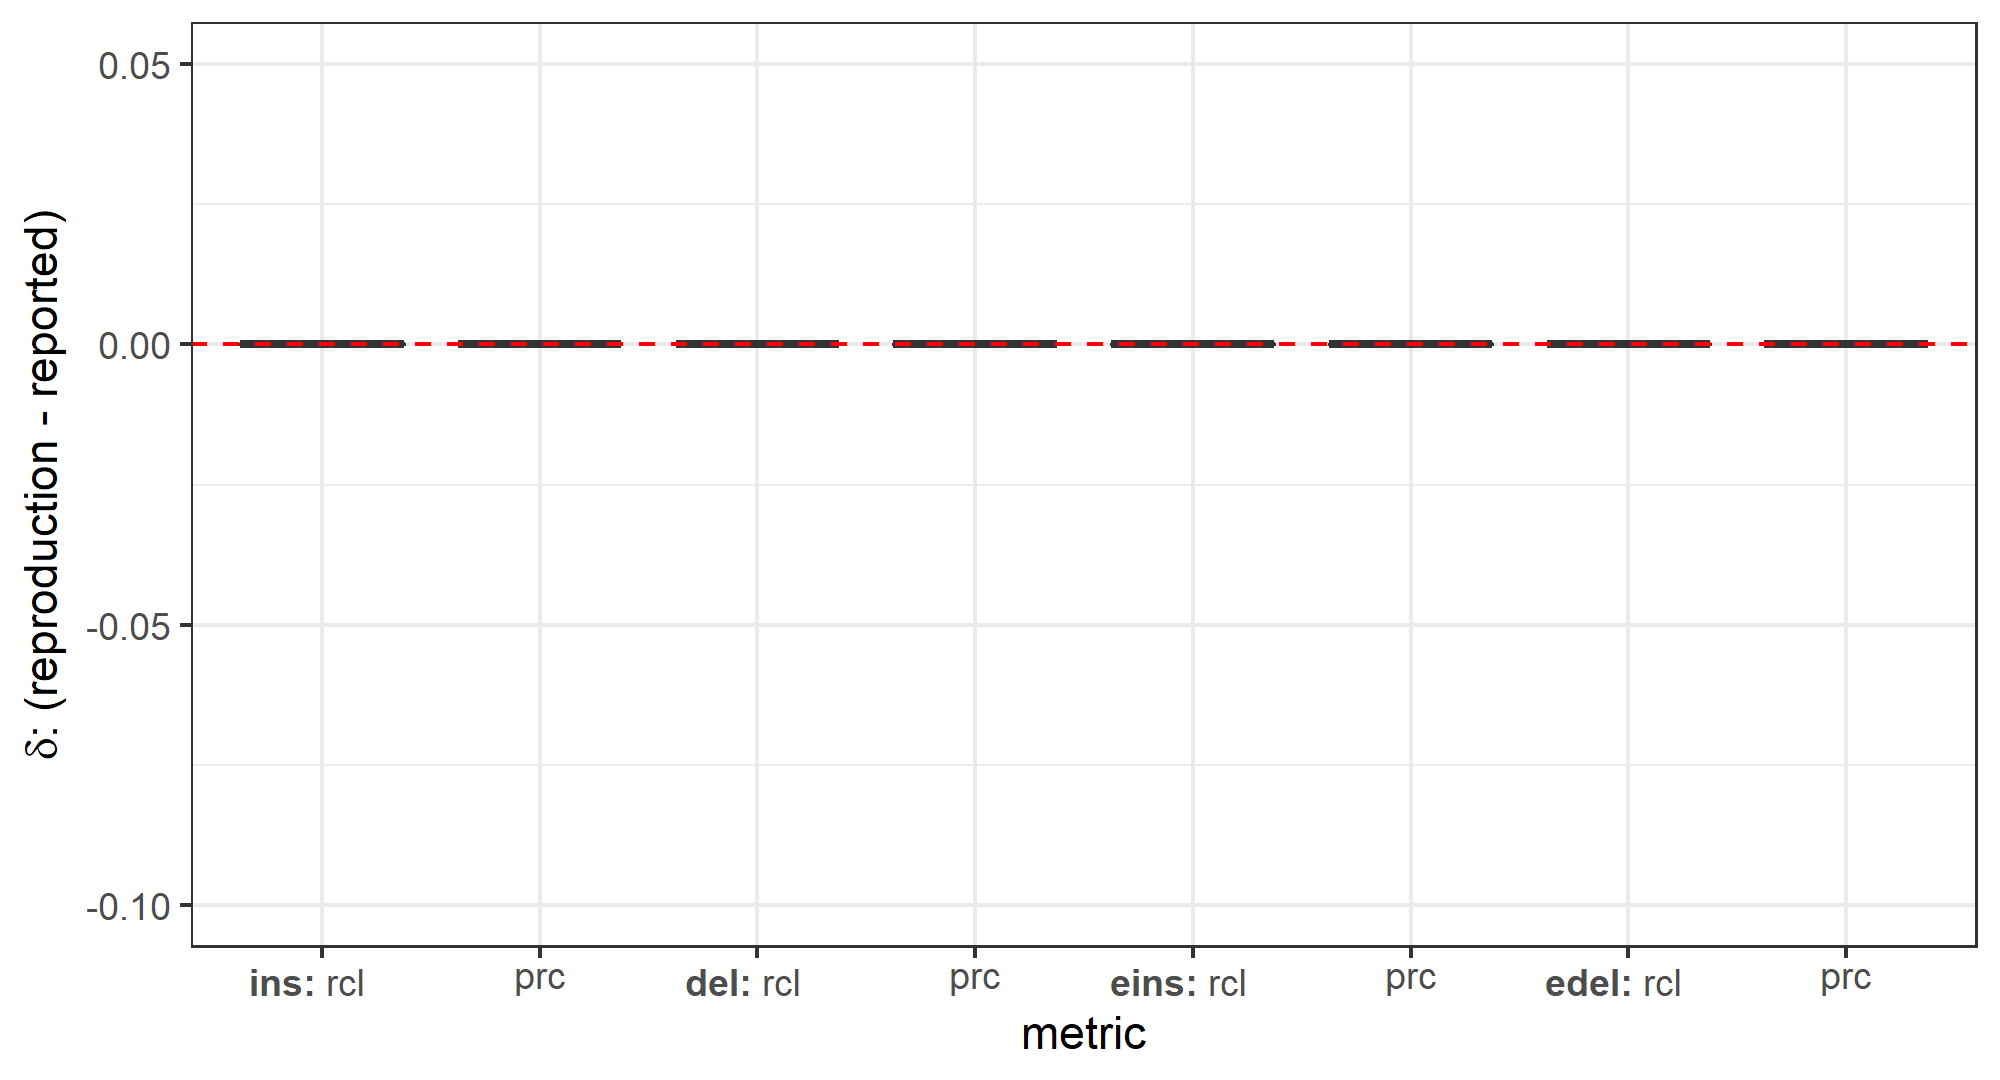 δ: (reproduction - reported)
0.05
0.00
-0.05
-0.10
ins: rcl prc del: rcl prc eins: rcl prc edel: rcl prc
metric